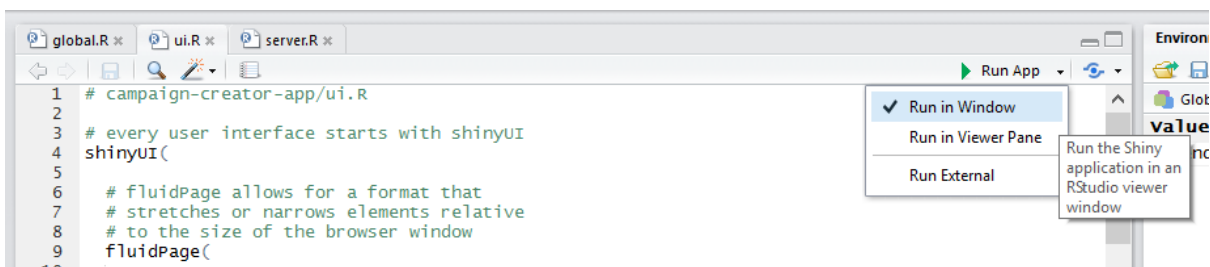 global.R × ui.R × server.R ×
Run App
1 # campaign-creator-app/ui.R
2
3 # every user interface starts with shinyUI
4 shinyUI(
5
6 # fluidPage allows for a format that
7 # stretches or narrows elements relative
8 # to the size of the browser window
9 fluidPage(
10
Run in Window
Run in Viewer Pane
Run External
Run the Shiny
application in an
RStudio viewer
window
Environ
Glob
Value